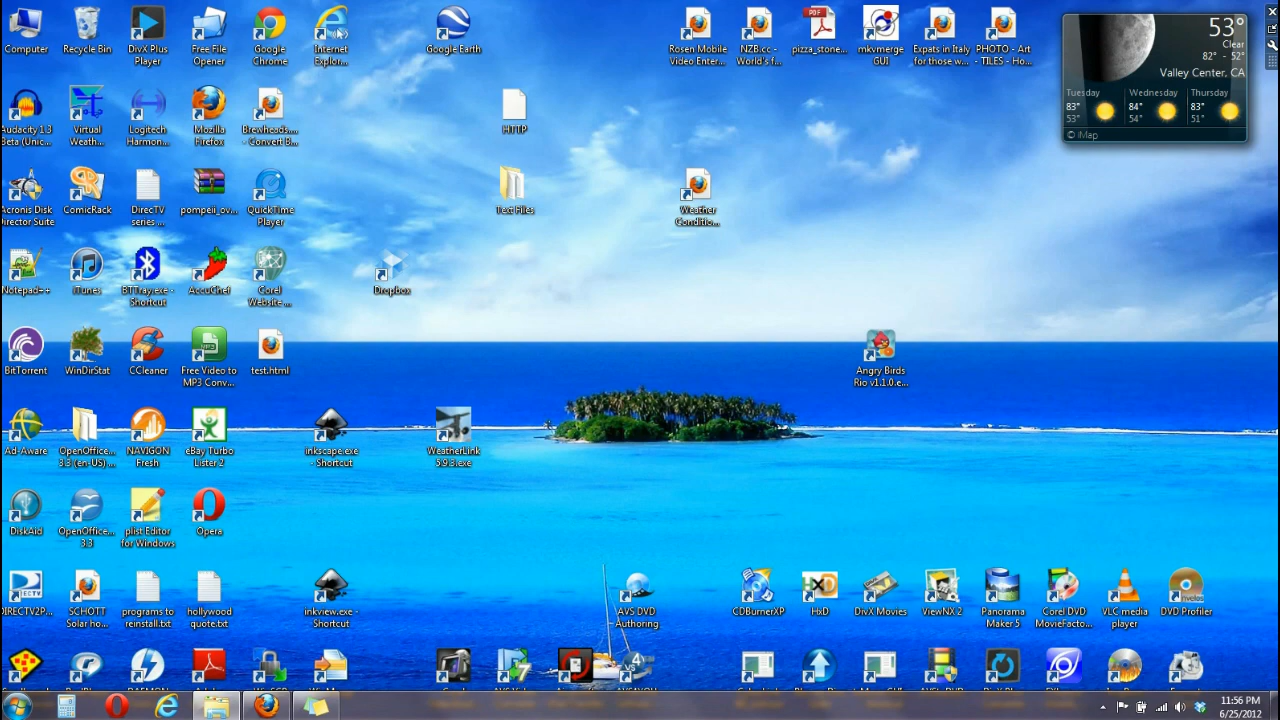 Computer
Recycle Bin
DivX Plus
Player
Free File
Opener
Google
Chrome
Internet
Explor...
Google Earth
Rosen Mobile
Video Enter...
NZB.cc -
World's f...
pizza_stone...
mkvmerge
GUI
Expats in Italy
for those w...
PHOTO - Art
- TILES - Ho...
53°
Clear
82° - 52°
Valley Center, CA
Tuesday
83°
53°
Wednesday
84°
54°
Thursday
83°
51°
© iMap
Audacity 1.3
Beta (Unic...
Virtual
Weath...
Logitech
Harmon...
Mozilla
Firefox
Brewheads...
- Convert B...
HTTP
Acronis Disk
Director Suite
ComicRack
DirecTV
series ...
pompeii_ov...
QuickTime
Player
Text Files
Weather
Conditio...
Notepad++
iTunes
BTTray.exe -
Shortcut
AccuChef
Corel
Website ...
Dropbox
BitTorrent
WinDirStat
CCleaner
Free Video to
MP3 Conv...
test.html
Angry Birds
Rio v1.1.0.e...
Ad-Aware
OpenOffice...
3.3 (en-US) ...
NAVIGON
Fresh
eBay Turbo
Lister 2
inkscape.exe
- Shortcut
WeatherLink
5.9.3.exe
DiskAid
OpenOffice...
3.3
plist Editor
for Windows
Opera
DIRECTV2P...
SCHOTT
Solar ho...
programs to
reinstall.txt
hollywood
quote.txt
inkview.exe -
Shortcut
AVS DVD
Authoring
CDBurnerXP
HxD
DivX Movies
ViewNX 2
Panorama
Maker 5
Corel DVD
MovieFacto...
VLC media
player
DVD Profiler
11:56 PM
6/25/2012